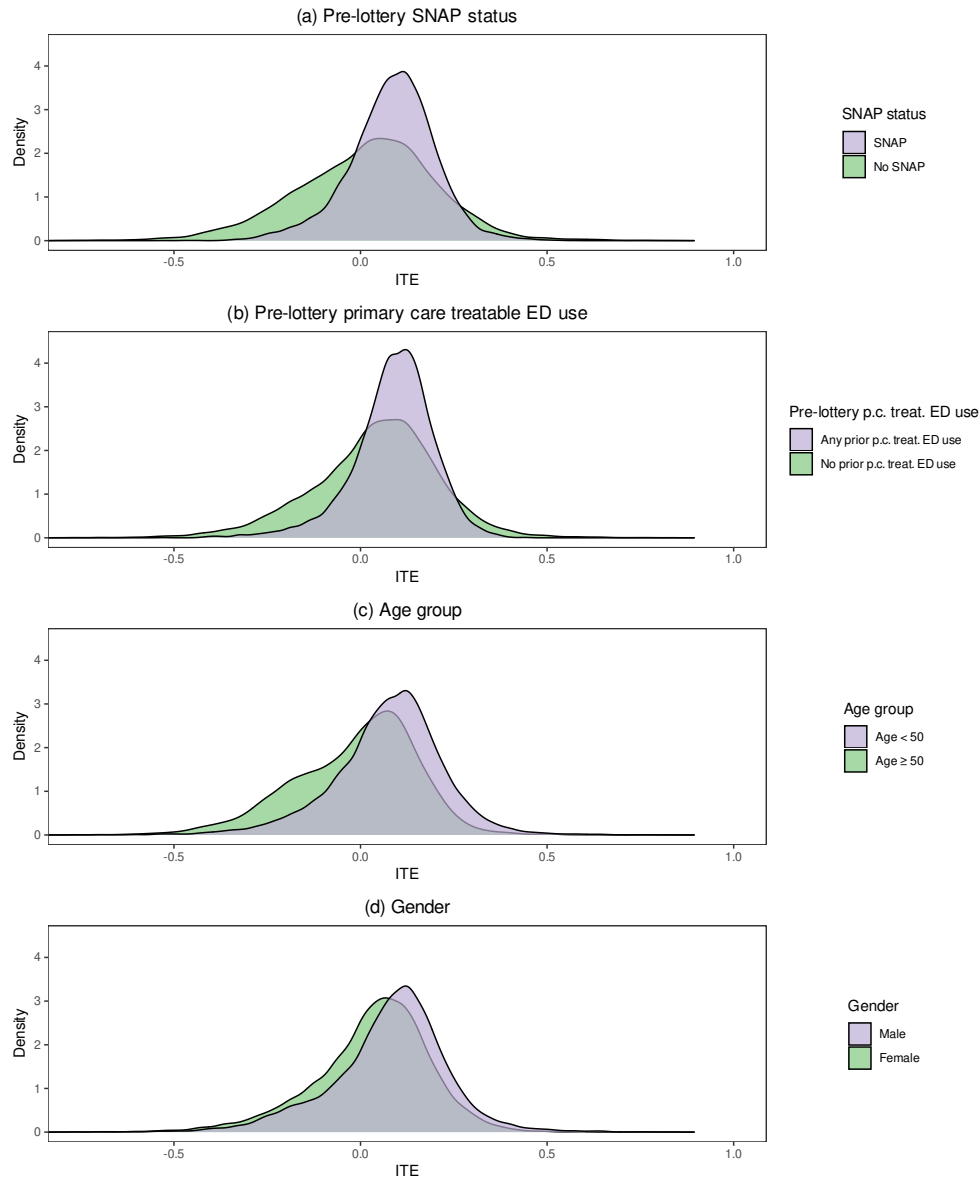 (a) Pre-lottery SNAP status
4
3
2
1
0
Density
-0.5 0.0 0.5 1.0
ITE
SNAP status
SNAP
No SNAP
(b) Pre-lottery primary care treatable ED use
4
3
2
1
0
Density
-0.5 0.0 0.5 1.0
ITE
Pre-lottery p.c. treat. ED use
Any prior p.c. treat. ED use
No prior p.c. treat. ED use
(c) Age group
4
3
2
1
0
Density
-0.5 0.0 0.5 1.0
ITE
Age group
Age < 50
Age ≥ 50
(d) Gender
4
3
2
1
0
Density
-0.5 0.0 0.5 1.0
ITE
Gender
Male
Female